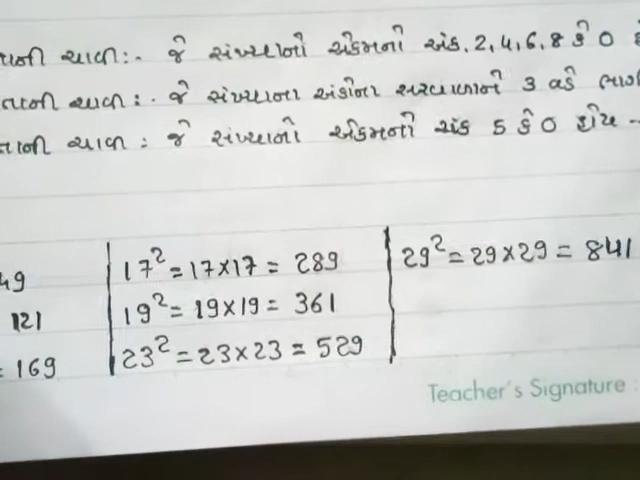 ચાવી :- જે સંખ્યાનો એકમનો અંક 2, 4, 6, 8 કે 0
ચાવી :- જે સંખ્યાના અંકોના સરવાળાને 3 વડે
ચાવી : જે સંખ્યાનો એકમનો અંક 5 કે 0 હોય
49
121
= 169
17² = 17×17 = 289
19² = 19×19 = 361
23² = 23×23 = 529
29² = 29×29 = 841
Teacher's Signature :